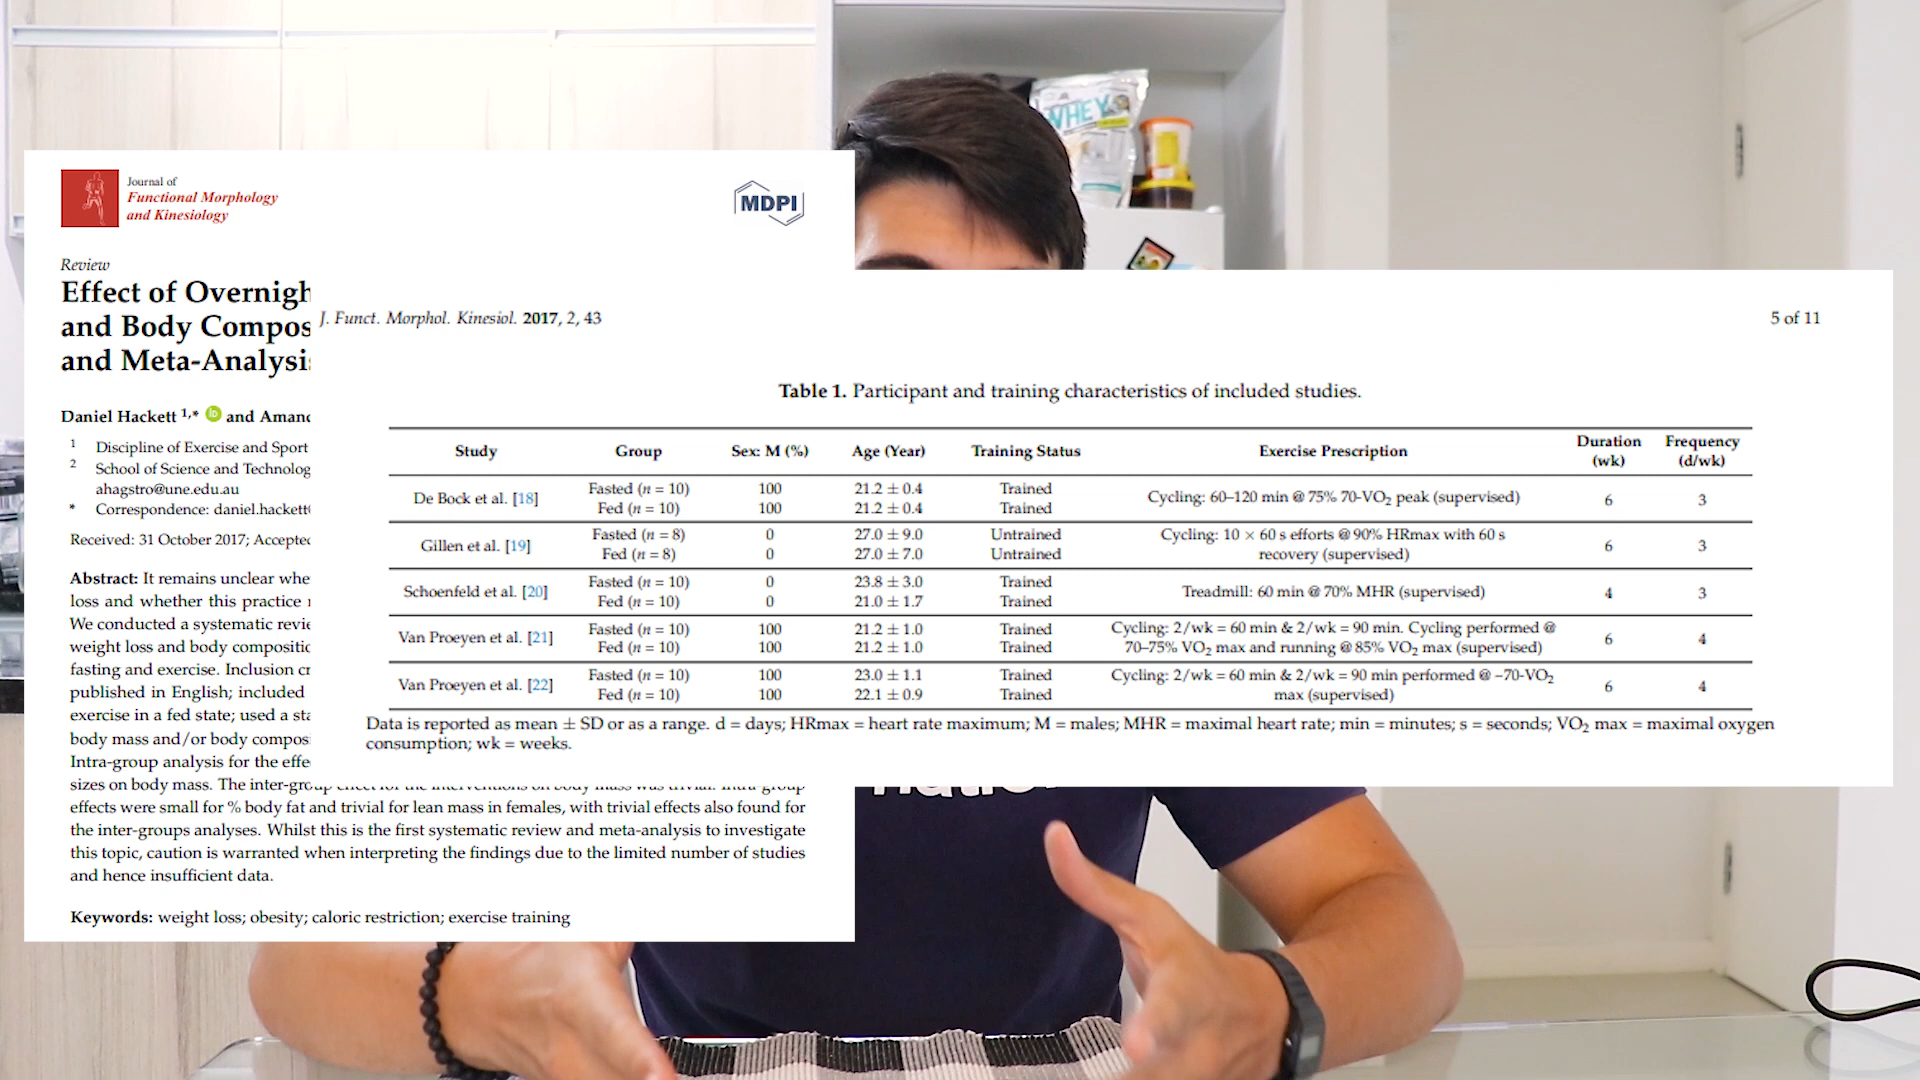 WHEY
Journal of
Functional Morphology
and Kinesiology
MDPI
Review
Effect of Overnigh
and Body Compos
and Meta-Analysi
Daniel Hackett 1,* iD and Aman
1 Discipline of Exercise and Sport
2 School of Science and Technolog
ahagstro@une.edu.au
* Correspondence: daniel.hackett
Received: 31 October 2017; Accepted
Abstract: It remains unclear whe
loss and whether this practice
We conducted a systematic revie
weight loss and body compositio
fasting and exercise. Inclusion cr
published in English; included
exercise in a fed state; used a sta
body mass and/or body compos
Intra-group analysis for the effe
sizes on body mass. The inter-group effect for the interventions on body mass was trivial. Intra-group
effects were small for % body fat and trivial for lean mass in females, with trivial effects also found for
the inter-groups analyses. Whilst this is the first systematic review and meta-analysis to investigate
this topic, caution is warranted when interpreting the findings due to the limited number of studies
and hence insufficient data.
Keywords: weight loss; obesity; caloric restriction; exercise training
J. Funct. Morphol. Kinesiol. 2017, 2, 43
5 of 11
Table 1. Participant and training characteristics of included studies.
Study Group Sex: M (%) Age (Year) Training Status Exercise Prescription Duration (wk) Frequency (d/wk)
De Bock et al. [18] Fasted (n = 10) 100 21.2 ± 0.4 Trained Cycling: 60–120 min @ 75% 70-VO2 peak (supervised) 6 3
Fed (n = 10) 100 21.2 ± 0.4 Trained
Gillen et al. [19] Fasted (n = 8) 0 27.0 ± 9.0 Untrained Cycling: 10 × 60 s efforts @ 90% HRmax with 60 s 6 3
Fed (n = 8) 0 27.0 ± 7.0 Untrained recovery (supervised)
Schoenfeld et al. [20] Fasted (n = 10) 0 23.8 ± 3.0 Trained Treadmill: 60 min @ 70% MHR (supervised) 4 3
Fed (n = 10) 0 21.0 ± 1.7 Trained
Van Proeyen et al. [21] Fasted (n = 10) 100 21.2 ± 1.0 Trained Cycling: 2/wk = 60 min & 2/wk = 90 min. Cycling performed @ 6 4
Fed (n = 10) 100 21.2 ± 1.0 Trained 70–75% VO2 max and running @ 85% VO2 max (supervised)
Van Proeyen et al. [22] Fasted (n = 10) 100 23.0 ± 1.1 Trained Cycling: 2/wk = 60 min & 2/wk = 90 min performed @ ~70-VO2 6 4
Fed (n = 10) 100 22.1 ± 0.9 Trained max (supervised)
Data is reported as mean ± SD or as a range. d = days; HRmax = heart rate maximum; M = males; MHR = maximal heart rate; min = minutes; s = seconds; VO2 max = maximal oxygen
consumption; wk = weeks.